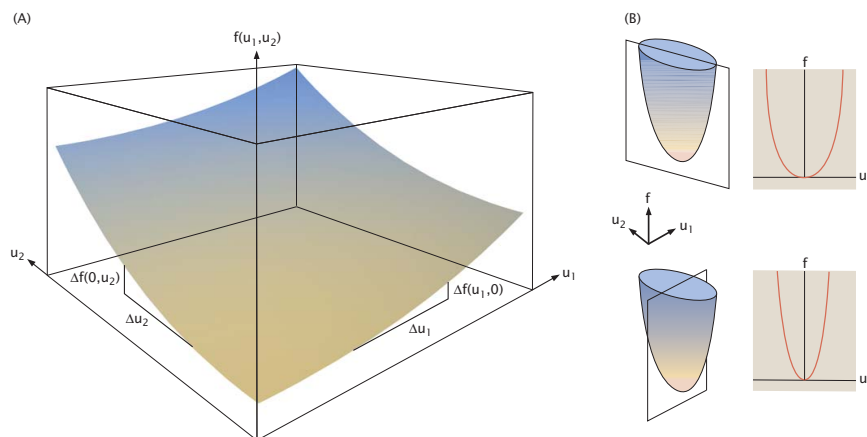 (A)
f(u₁,u₂)
u₂
Δf(0,u₂)
Δu₂
Δf(u₁,0)
Δu₁
u₁
(B)
f
u
f
u₂
u₁
f
u